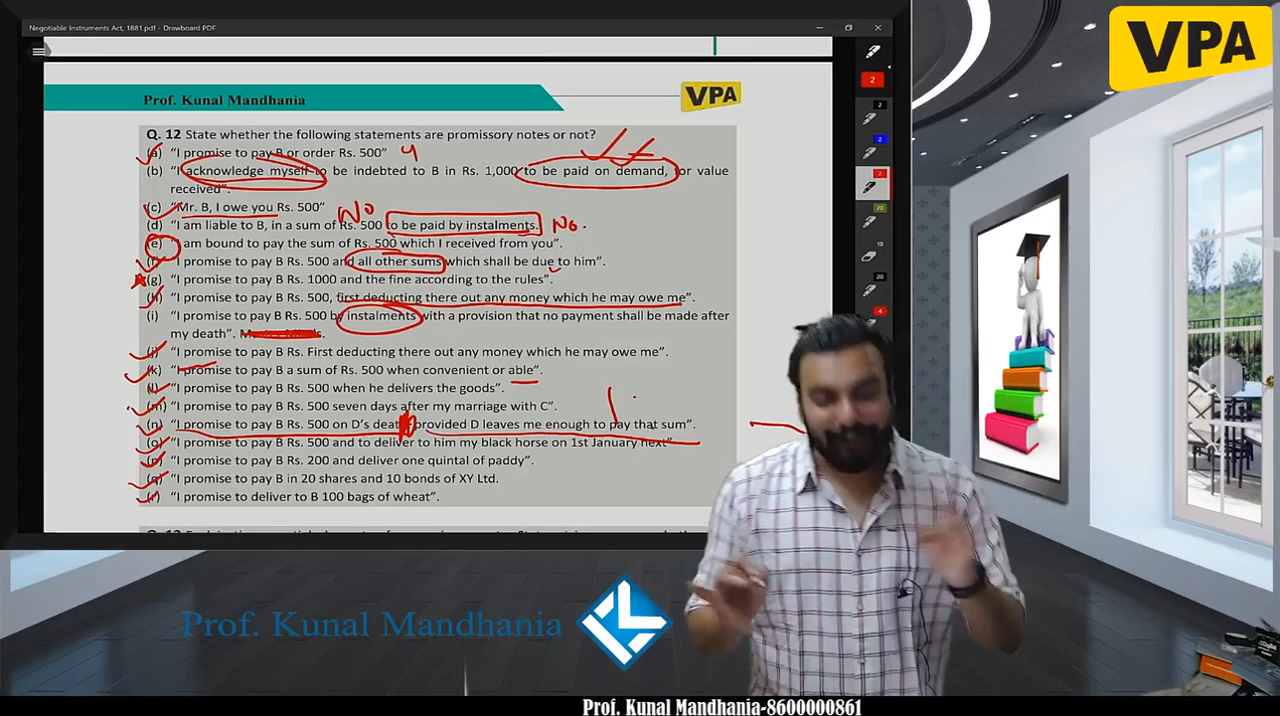 Negotiable Instruments Act, 1881.pdf - Drawboard PDF
VPA
Prof. Kunal Mandhania
VPA
Q. 12 State whether the following statements are promissory notes or not?
(a) "I promise to pay B or order Rs. 500"
(b) "I acknowledge myself to be indebted to B in Rs. 1,000 to be paid on demand, for value
received".
(c) "Mr. B, I owe you Rs. 500"
No
(d) "I am liable to B, in a sum of Rs. 500 to be paid by instalments.
No.
(e) am bound to pay the sum of Rs. 500 which I received from you".
I promise to pay B Rs. 500 and all other sums which shall be due to him".
(g) "I promise to pay B Rs. 1000 and the fine according to the rules".
(h) "I promise to pay B Rs. 500, first deducting there out any money which he may owe me".
(i) "I promise to pay B Rs. 500 by instalments with a provision that no payment shall be made after
my death".
(j) "I promise to pay B Rs. First deducting there out any money which he may owe me".
(k) "I promise to pay B a sum of Rs. 500 when convenient or able".
(l) "I promise to pay B Rs. 500 when he delivers the goods".
(m) "I promise to pay B Rs. 500 seven days after my marriage with C".
(n) "I promise to pay B Rs. 500on D's death provided D leaves me enough to pay that sum".
(o) "I promise to pay B Rs. 500 and to deliver to him my black horse on 1st January next"
(p) "I promise to pay B Rs. 200 and deliver one quintal of paddy".
(q) "I promise to pay B in 20 shares and 10 bonds of XY Ltd.
(r) "I promise to deliver to B 100 bags of wheat".
Prof. Kunal Mandhania
Prof. Kunal Mandhania-8600000861